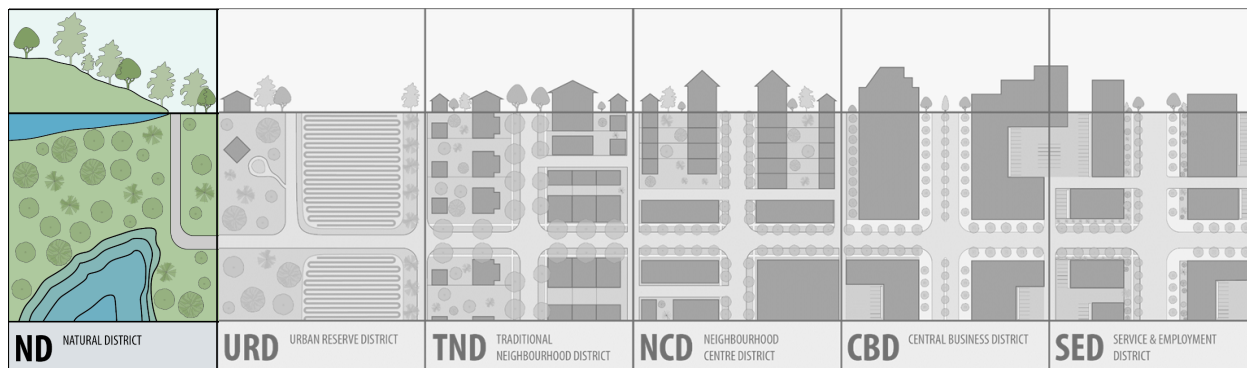 ND NATURAL DISTRICT
URD URBAN RESERVE DISTRICT
TND TRADITIONAL
NEIGHBOURHOOD DISTRICT
NCD NEIGHBOURHOOD
CENTRE DISTRICT
CBD CENTRAL BUSINESS DISTRICT
SED SERVICE & EMPLOYMENT
DISTRICT